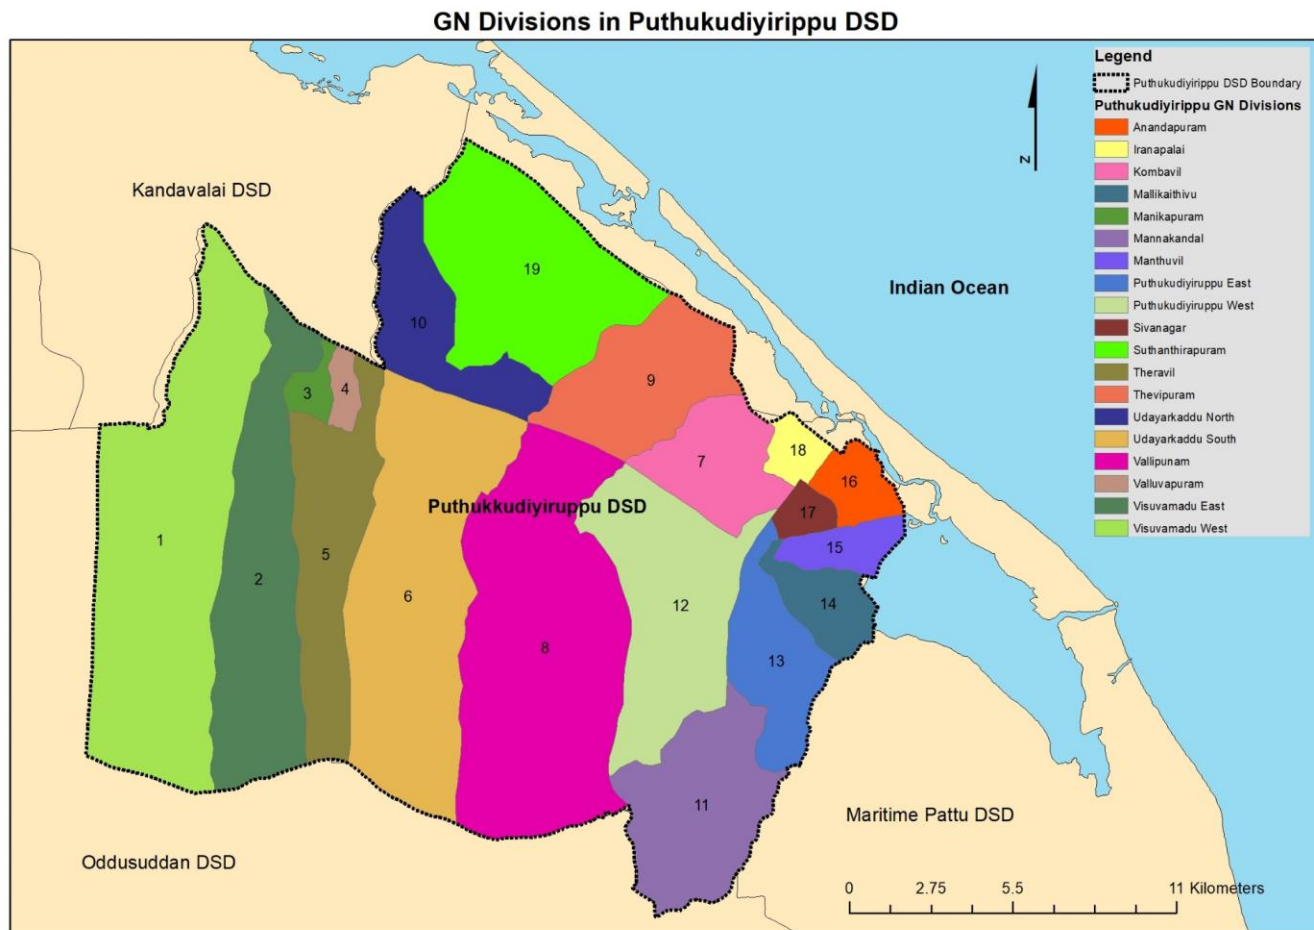 GN Divisions in Puthukudiyirippu DSD
Legend
Puthukudiyirippu DSD Boundary
Puthukudiyirippu GN Divisions
Anandapuram
Iranapalai
Kombavil
Mallikaithivu
Manikapuram
Mannakandal
Manthuvil
Puthukudiyiruppu East
Puthukudiyiruppu West
Sivanagar
Suthanthirapuram
Theravil
Thevipuram
Udayarkaddu North
Udayarkaddu South
Vallipunam
Valluvapuram
Visuvamadu East
Visuvamadu West
N
Kandavalai DSD
Indian Ocean
19
10
9
3
4
18
7
16
Puthukkudiyiruppu DSD
17
1
15
5
2
6
12
14
8
13
11
Maritime Pattu DSD
Oddusuddan DSD
0 2.75 5.5 11 Kilometers